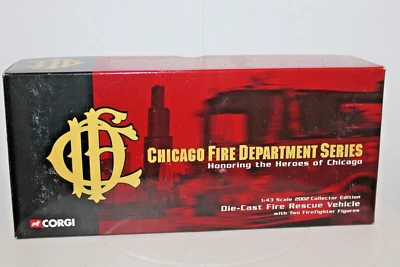 CFD
CHICAGO FIRE DEPARTMENT SERIES
Honoring the Heroes of Chicago
1:43 Scale 2002 Collector Edition
Die-Cast Fire Rescue Vehicle
with Two Firefighter Figures
CORGI